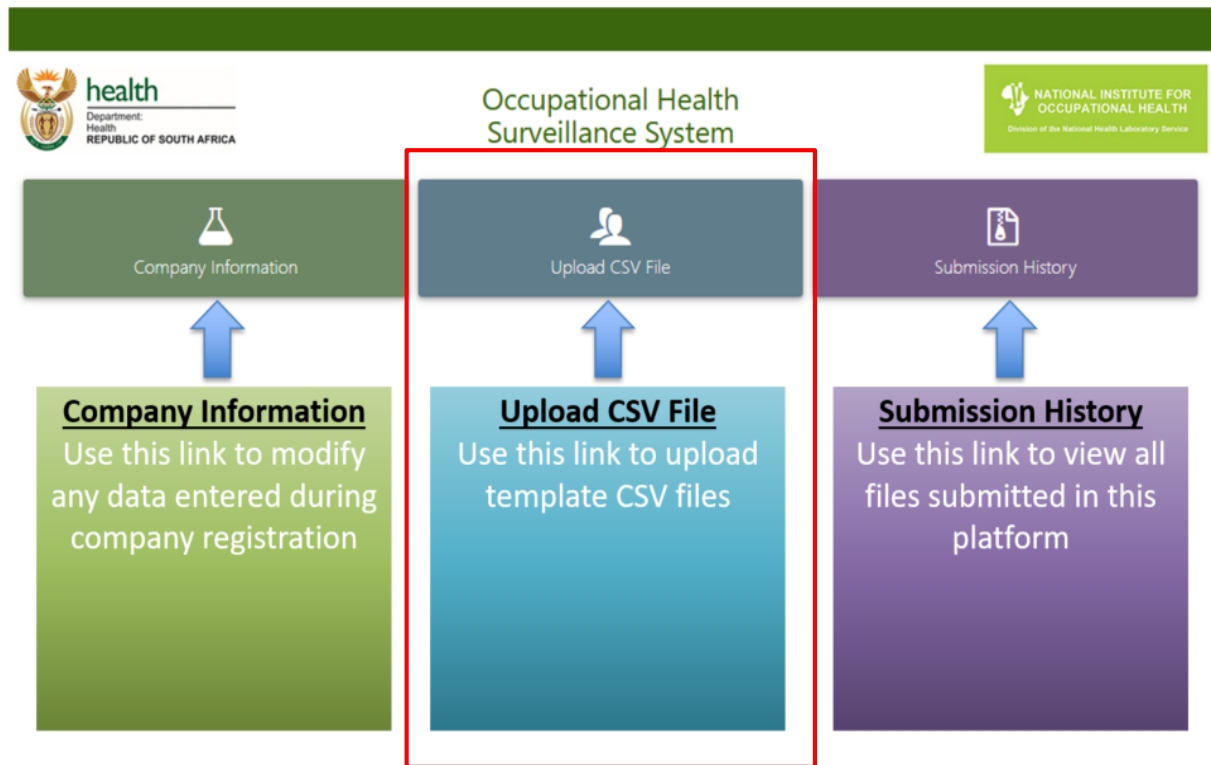 health
Department:
Health
REPUBLIC OF SOUTH AFRICA
Occupational Health
Surveillance System
NATIONAL INSTITUTE FOR
OCCUPATIONAL HEALTH
Division of the National Health Laboratory Service
Company Information
Upload CSV File
Submission History
Company Information
Use this link to modify
any data entered during
company registration
Upload CSV File
Use this link to upload
template CSV files
Submission History
Use this link to view all
files submitted in this
platform